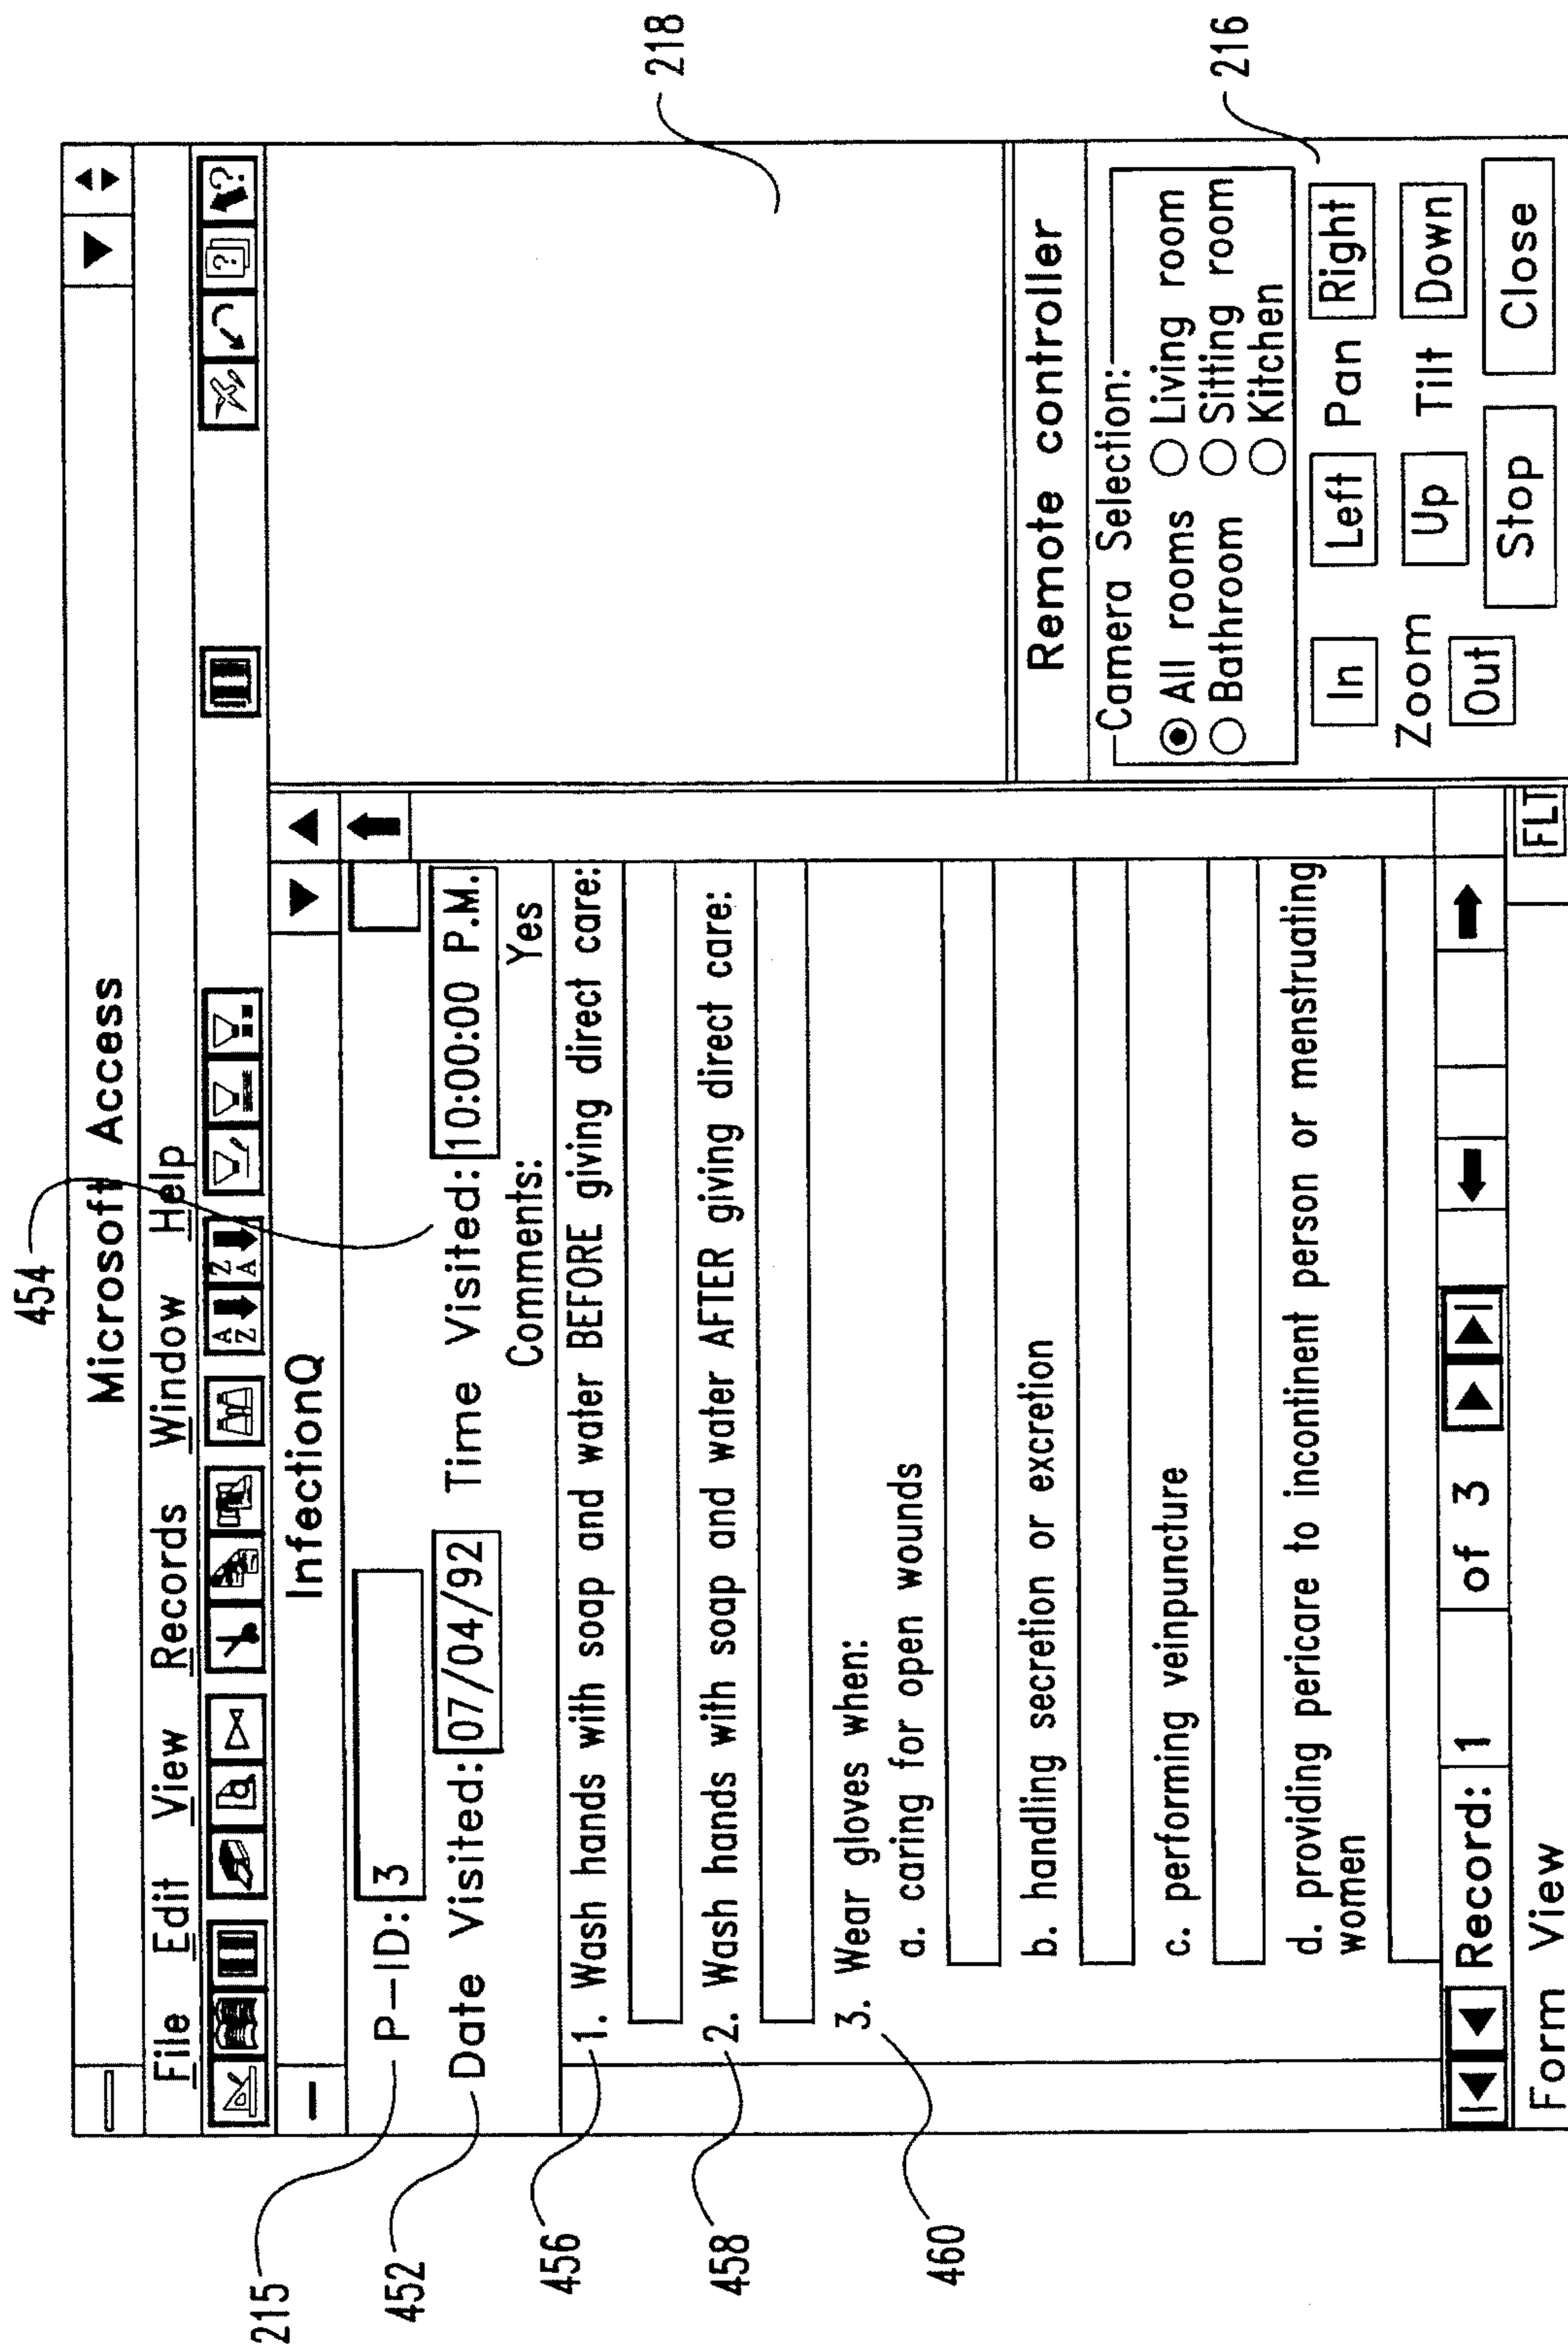 454
Microsoft Access
File Edit View Records Window Help
InfectionQ
215
P-ID: 3
452
Date Visited: 07/04/92 Time Visited: 10:00:00 P.M.
Comments: Yes
456
1. Wash hands with soap and water BEFORE giving direct care:
458
2. Wash hands with soap and water AFTER giving direct care:
460
3. Wear gloves when:
a. caring for open wounds
b. handling secretion or excretion
c. performing veinpuncture
d. providing pericare to incontinent person or menstruating
women
Record: 1 of 3
Form View
FLT
218
Remote controller
Camera Selection:
All rooms Living room
Bathroom Sitting room
Kitchen
216
In Left Pan Right
Zoom Up Tilt Down
Out
Stop Close
A Z
Z A
?
?